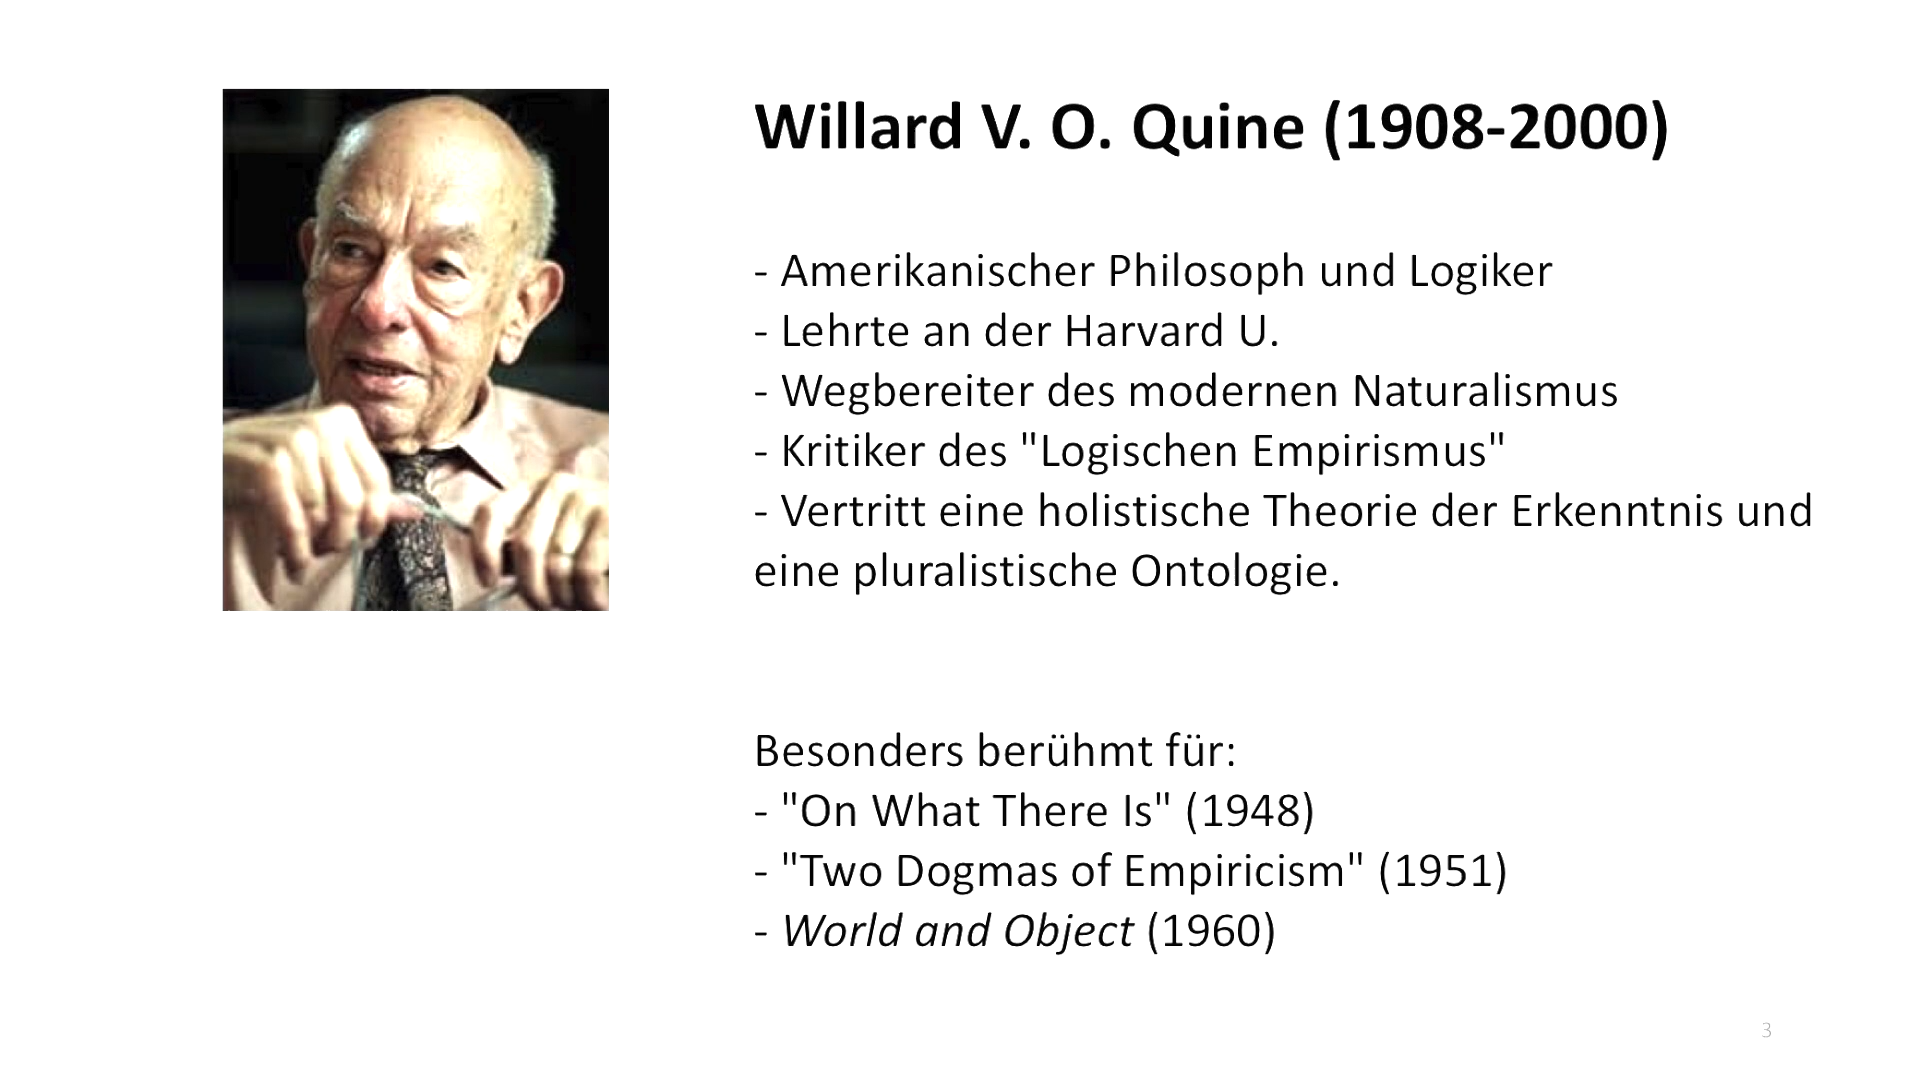 Willard V. O. Quine (1908-2000)
- Amerikanischer Philosoph und Logiker
- Lehrte an der Harvard U.
- Wegbereiter des modernen Naturalismus
- Kritiker des "Logischen Empirismus"
- Vertritt eine holistische Theorie der Erkenntnis und
eine pluralistische Ontologie.
Besonders berühmt für:
- "On What There Is" (1948)
- "Two Dogmas of Empiricism" (1951)
- World and Object (1960)
3